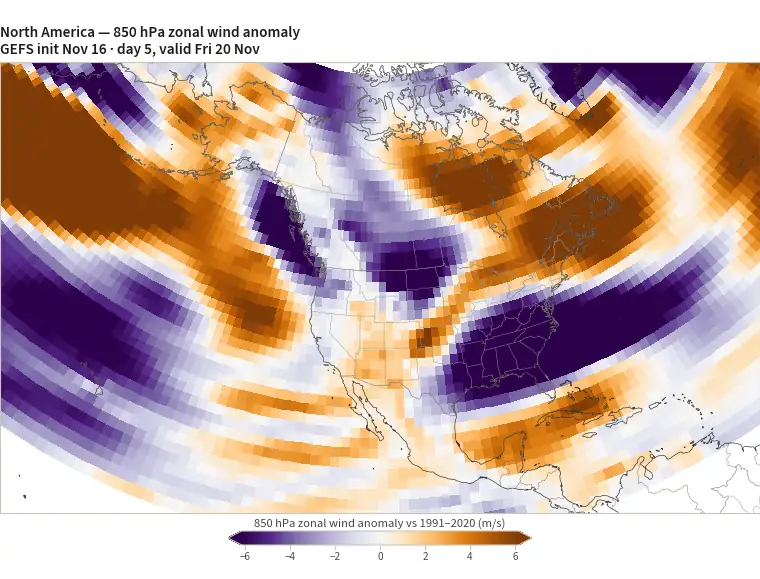 North America — 850 hPa zonal wind anomaly
GEFS init Nov 16 · day 5, valid Fri 20 Nov
850 hPa zonal wind anomaly vs 1991–2020 (m/s)
−6 −4 −2 0 2 4 6